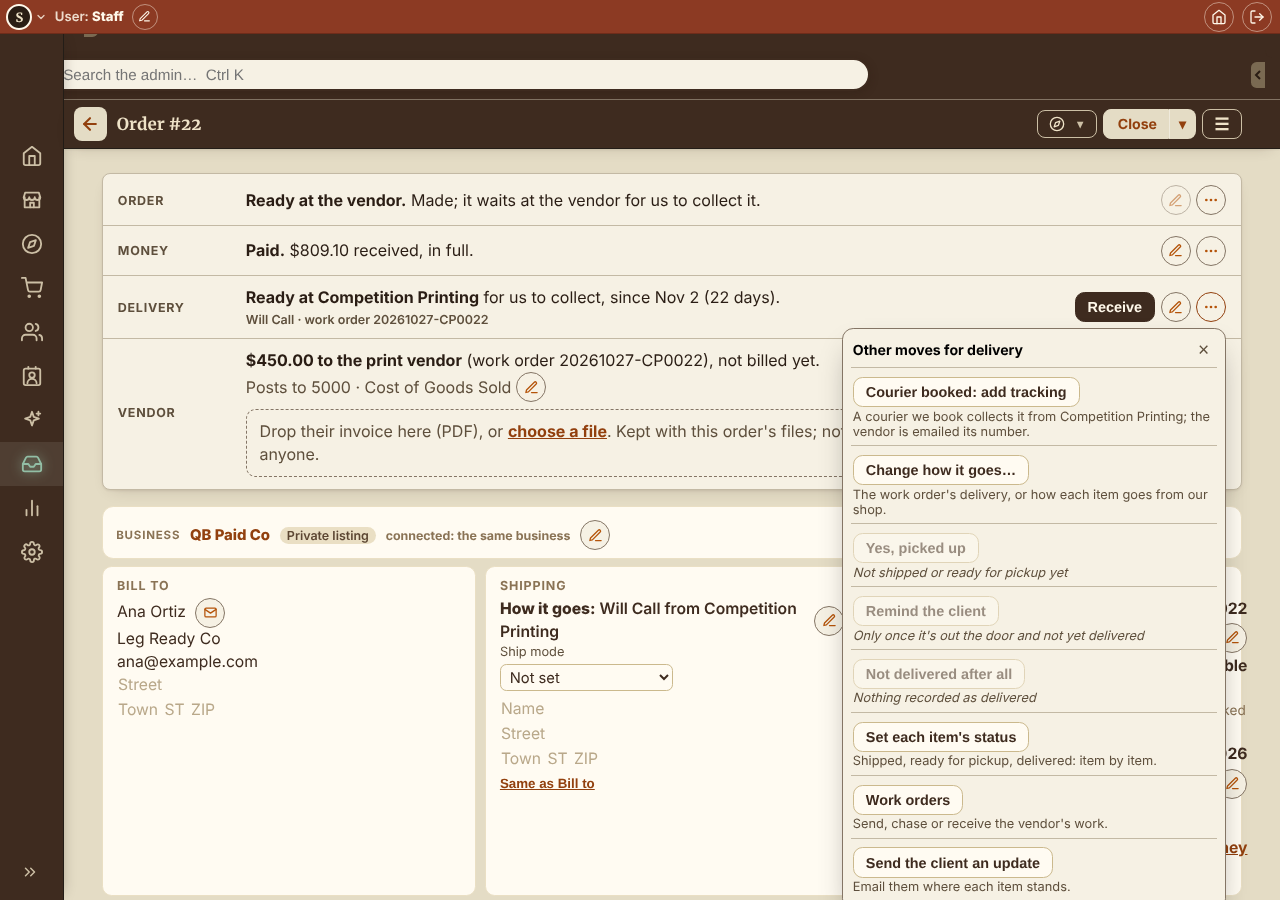 S
User: Staff
Search the admin… Ctrl K
Order #22
Close
ORDER
Ready at the vendor. Made; it waits at the vendor for us to collect it.
MONEY
Paid. $809.10 received, in full.
DELIVERY
Ready at Competition Printing for us to collect, since Nov 2 (22 days).
Will Call · work order 20261027-CP0022
Receive
VENDOR
$450.00 to the print vendor (work order 20261027-CP0022), not billed yet.
Posts to 5000 · Cost of Goods Sold
Drop their invoice here (PDF), or choose a file. Kept with this order's files;
anyone.
Other moves for delivery
Courier booked: add tracking
A courier we book collects it from Competition Printing; the
vendor is emailed its number.
Change how it goes…
The work order's delivery, or how each item goes from our
shop.
Yes, picked up
Not shipped or ready for pickup yet
Remind the client
Only once it's out the door and not yet delivered
Not delivered after all
Nothing recorded as delivered
Set each item's status
Shipped, ready for pickup, delivered: item by item.
Work orders
Send, chase or receive the vendor's work.
Send the client an update
Email them where each item stands.
BUSINESS QB Paid Co Private listing connected: the same business
BILL TO
Ana Ortiz
Leg Ready Co
ana@example.com
Street
Town ST ZIP
SHIPPING
How it goes: Will Call from Competition
Printing
Ship mode
Not set
Name
Street
Town ST ZIP
Same as Bill to